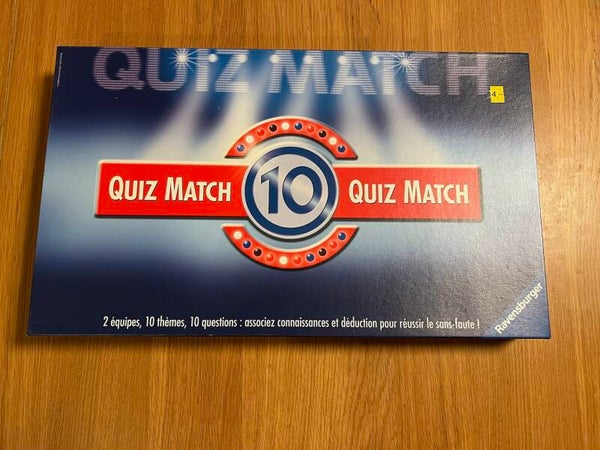 QUIZ MATCH
4.-
QUIZ MATCH 10 QUIZ MATCH
2 équipes, 10 thèmes, 10 questions : associez connaissances et déduction pour réussir le sans-faute !
Ravensburger